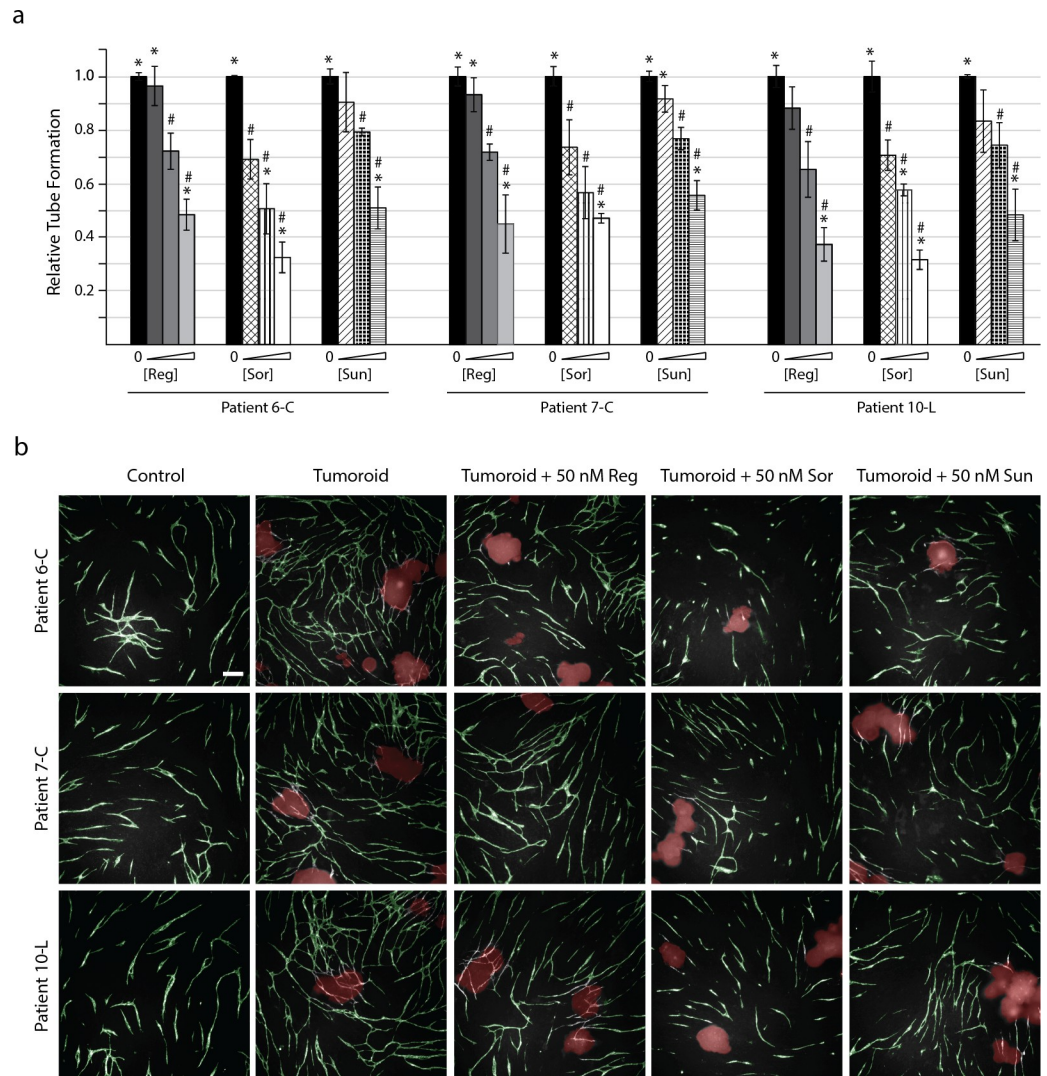 a
Relative Tube Formation
1.0
0.8
0.6
0.4
0.2
* * # # * * # # * # * * # # * * * # # * * # # * # * * * # # * * # # * * # # * # * * # # *
0 0 0 0 0 0 0 0 0
[Reg] [Sor] [Sun] [Reg] [Sor] [Sun] [Reg] [Sor] [Sun]
Patient 6-C Patient 7-C Patient 10-L
b
Control Tumoroid Tumoroid + 50 nM Reg Tumoroid + 50 nM Sor Tumoroid + 50 nM Sun
Patient 6-C
Patient 7-C
Patient 10-L